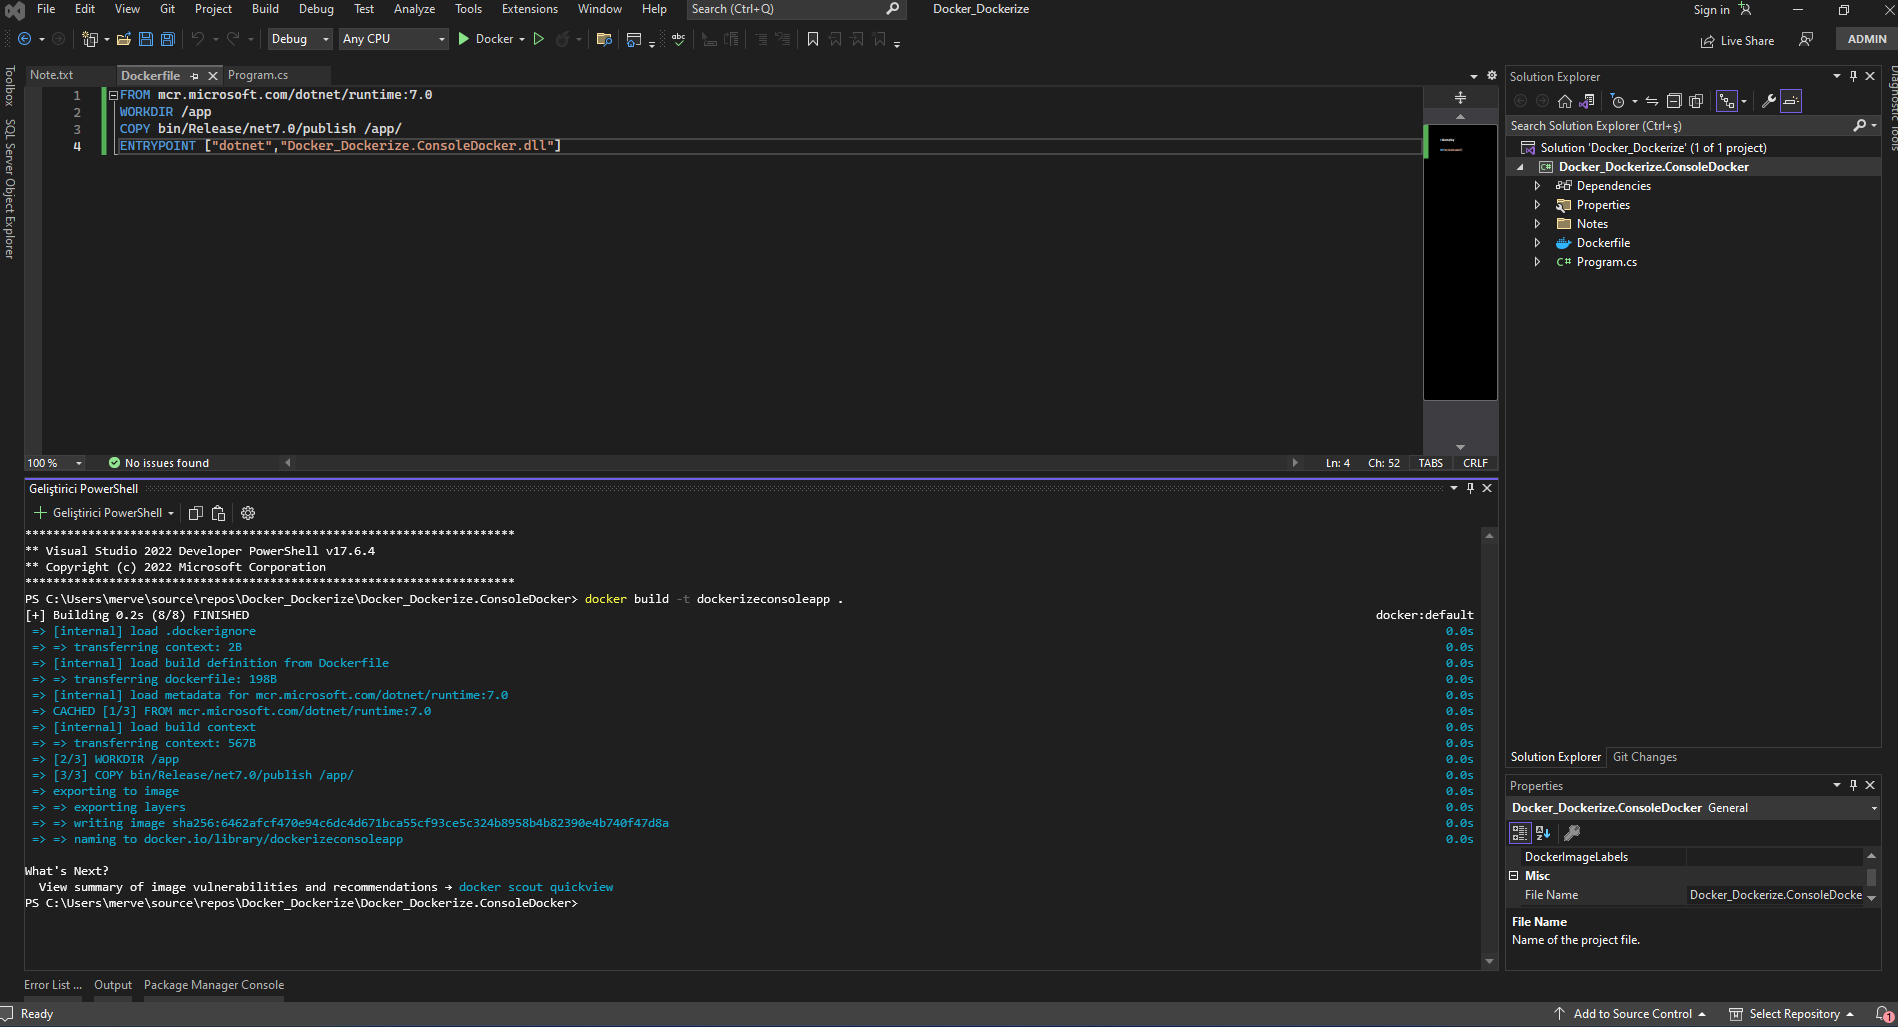 File Edit View Git Project Build Debug Test Analyze Tools Extensions Window Help Search (Ctrl+Q) Docker_Dockerize Sign in
Debug Any CPU Docker abc Live Share ADMIN
Toolbox
SQL Server Object Explorer
Note.txt Dockerfile Program.cs
1 FROM mcr.microsoft.com/dotnet/runtime:7.0
2 WORKDIR /app
3 COPY bin/Release/net7.0/publish /app/
4 ENTRYPOINT ["dotnet","Docker_Dockerize.ConsoleDocker.dll"]
100 % No issues found Ln: 4 Ch: 52 TABS CRLF
Geliştirici PowerShell
Geliştirici PowerShell
**********************************************************************
** Visual Studio 2022 Developer PowerShell v17.6.4
** Copyright (c) 2022 Microsoft Corporation
**********************************************************************
PS C:\Users\merve\source\repos\Docker_Dockerize\Docker_Dockerize.ConsoleDocker> docker build -t dockerizeconsoleapp .
[+] Building 0.2s (8/8) FINISHED docker:default
=> [internal] load .dockerignore 0.0s
=> => transferring context: 2B 0.0s
=> [internal] load build definition from Dockerfile 0.0s
=> => transferring dockerfile: 198B 0.0s
=> [internal] load metadata for mcr.microsoft.com/dotnet/runtime:7.0 0.0s
=> CACHED [1/3] FROM mcr.microsoft.com/dotnet/runtime:7.0 0.0s
=> [internal] load build context 0.0s
=> => transferring context: 567B 0.0s
=> [2/3] WORKDIR /app 0.0s
=> [3/3] COPY bin/Release/net7.0/publish /app/ 0.0s
=> exporting to image 0.0s
=> => exporting layers 0.0s
=> => writing image sha256:6462afcf470e94c6dc4d671bca55cf93ce5c324b8958b4b82390e4b740f47d8a 0.0s
=> => naming to docker.io/library/dockerizeconsoleapp 0.0s
What's Next?
View summary of image vulnerabilities and recommendations → docker scout quickview
PS C:\Users\merve\source\repos\Docker_Dockerize\Docker_Dockerize.ConsoleDocker>
Error List ... Output Package Manager Console
Solution Explorer
Search Solution Explorer (Ctrl+ş)
Solution 'Docker_Dockerize' (1 of 1 project)
C# Docker_Dockerize.ConsoleDocker
Dependencies
Properties
Notes
Dockerfile
C# Program.cs
Solution Explorer Git Changes
Properties
Docker_Dockerize.ConsoleDocker General
DockerImageLabels
Misc
File Name Docker_Dockerize.ConsoleDocke
File Name
Name of the project file.
Diagnostic Tools
Ready Add to Source Control Select Repository 1